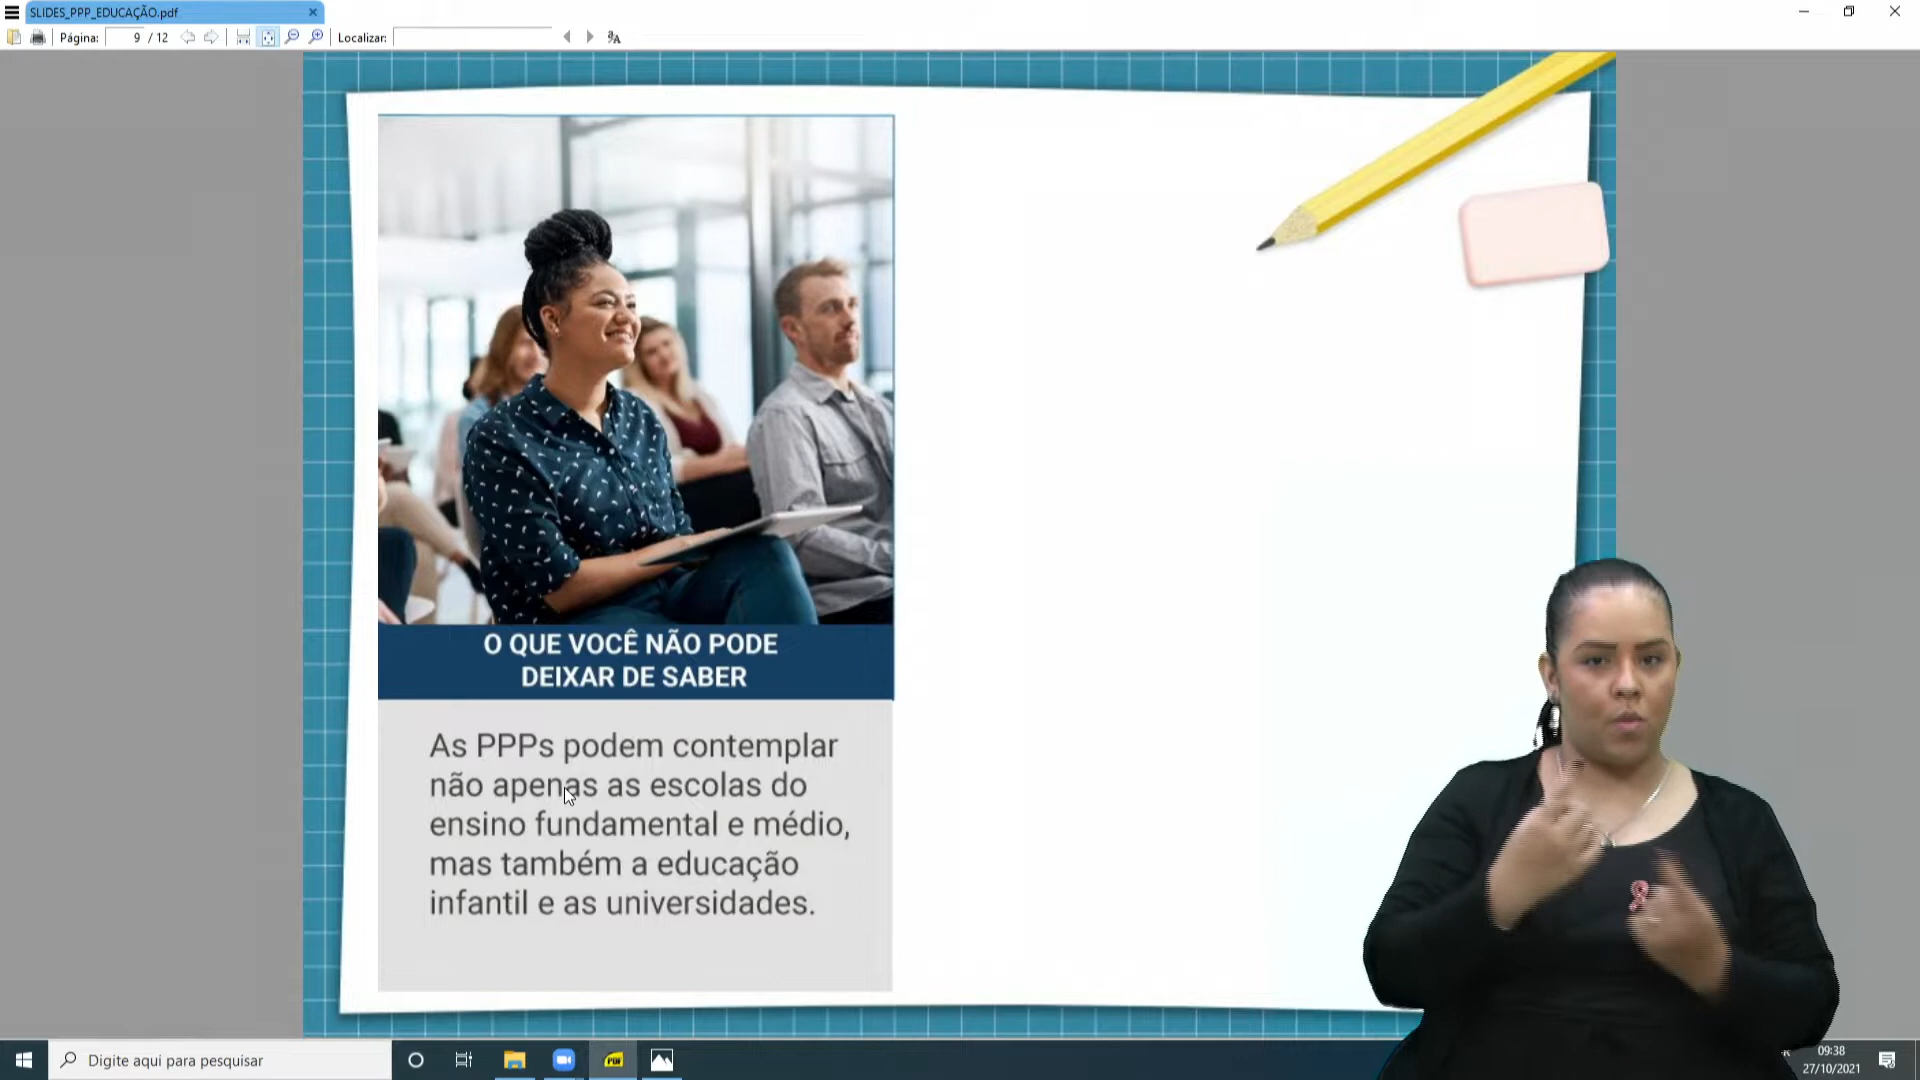 SLIDES_PPP_EDUCAÇÃO.pdf
Página: 9 / 12
Localizar:
O QUE VOCÊ NÃO PODE
DEIXAR DE SABER
As PPPs podem contemplar
não apenas as escolas do
ensino fundamental e médio,
mas também a educação
infantil e as universidades.
Digite aqui para pesquisar
PDF
09:38
27/10/2021